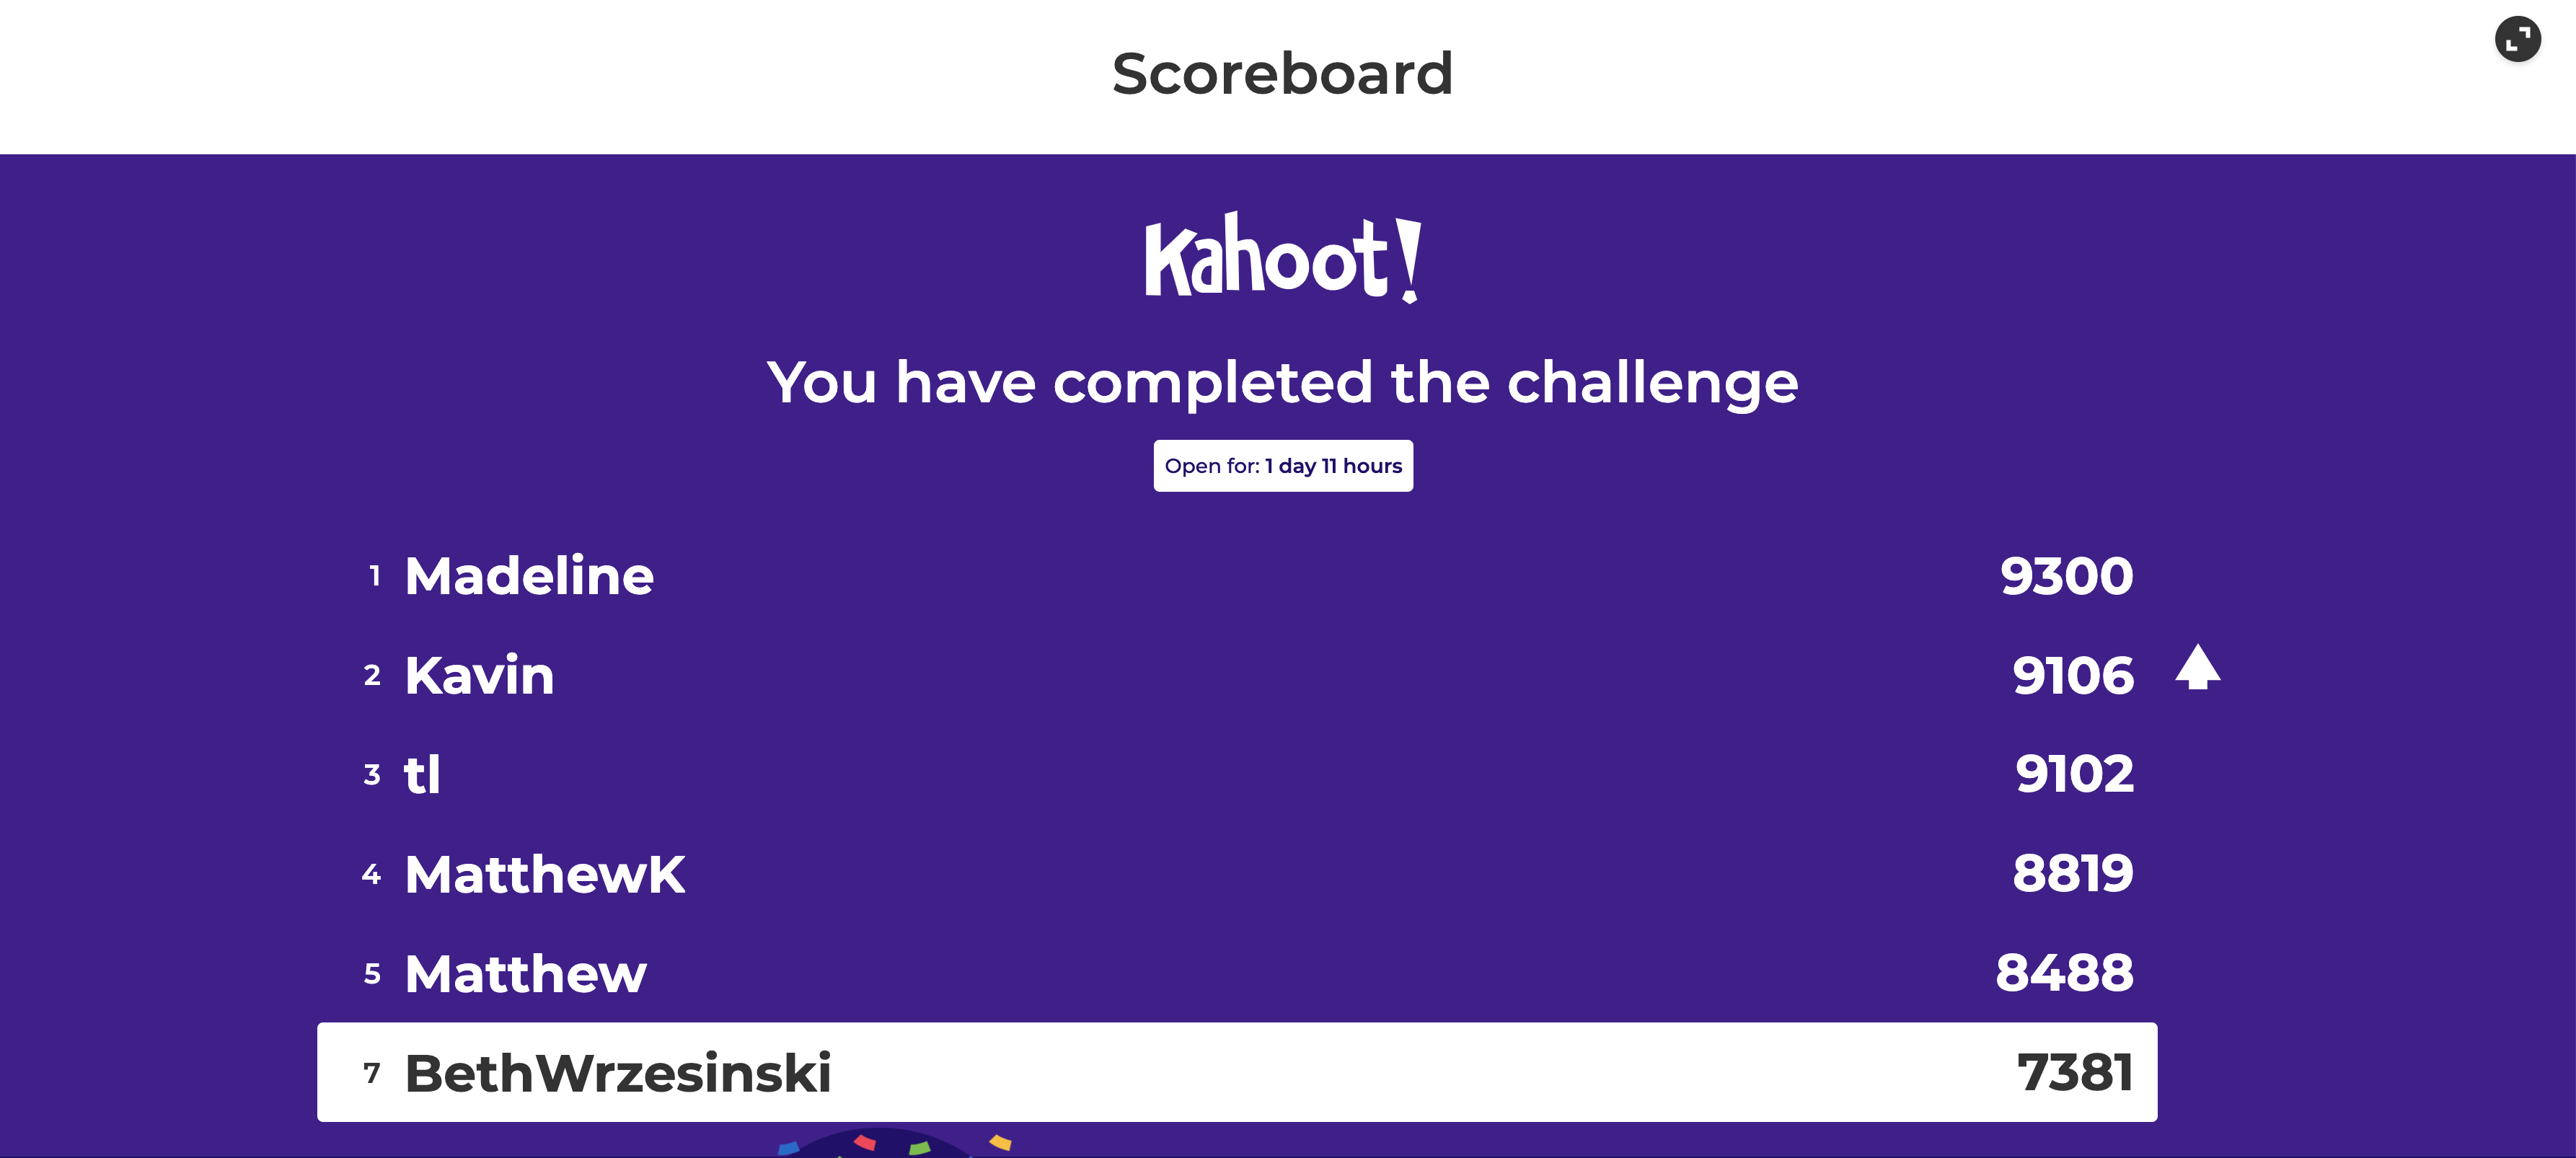 Scoreboard
Kahoot!
You have completed the challenge
Open for: 1 day 11 hours
1 Madeline 9300
2 Kavin 9106
3 tl 9102
4 MatthewK 8819
5 Matthew 8488
7 BethWrzesinski 7381